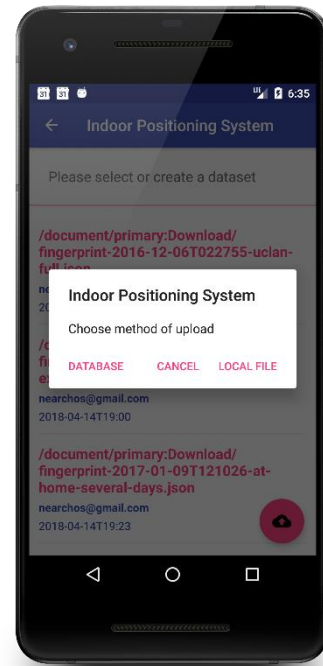 31 31 6:35
Indoor Positioning System
Please select or create a dataset
/document/primary:Download/
fingerprint-2016-12-06T022755-uclan-
Indoor Positioning System
Choose method of upload
DATABASE CANCEL LOCAL FILE
/document/primary:Download/
fingerprint-2017-01-09T121026-at-
home-several-days.json
nearchos@gmail.com
2018-04-14T19:23
nearchos@gmail.com
2018-04-14T19:00